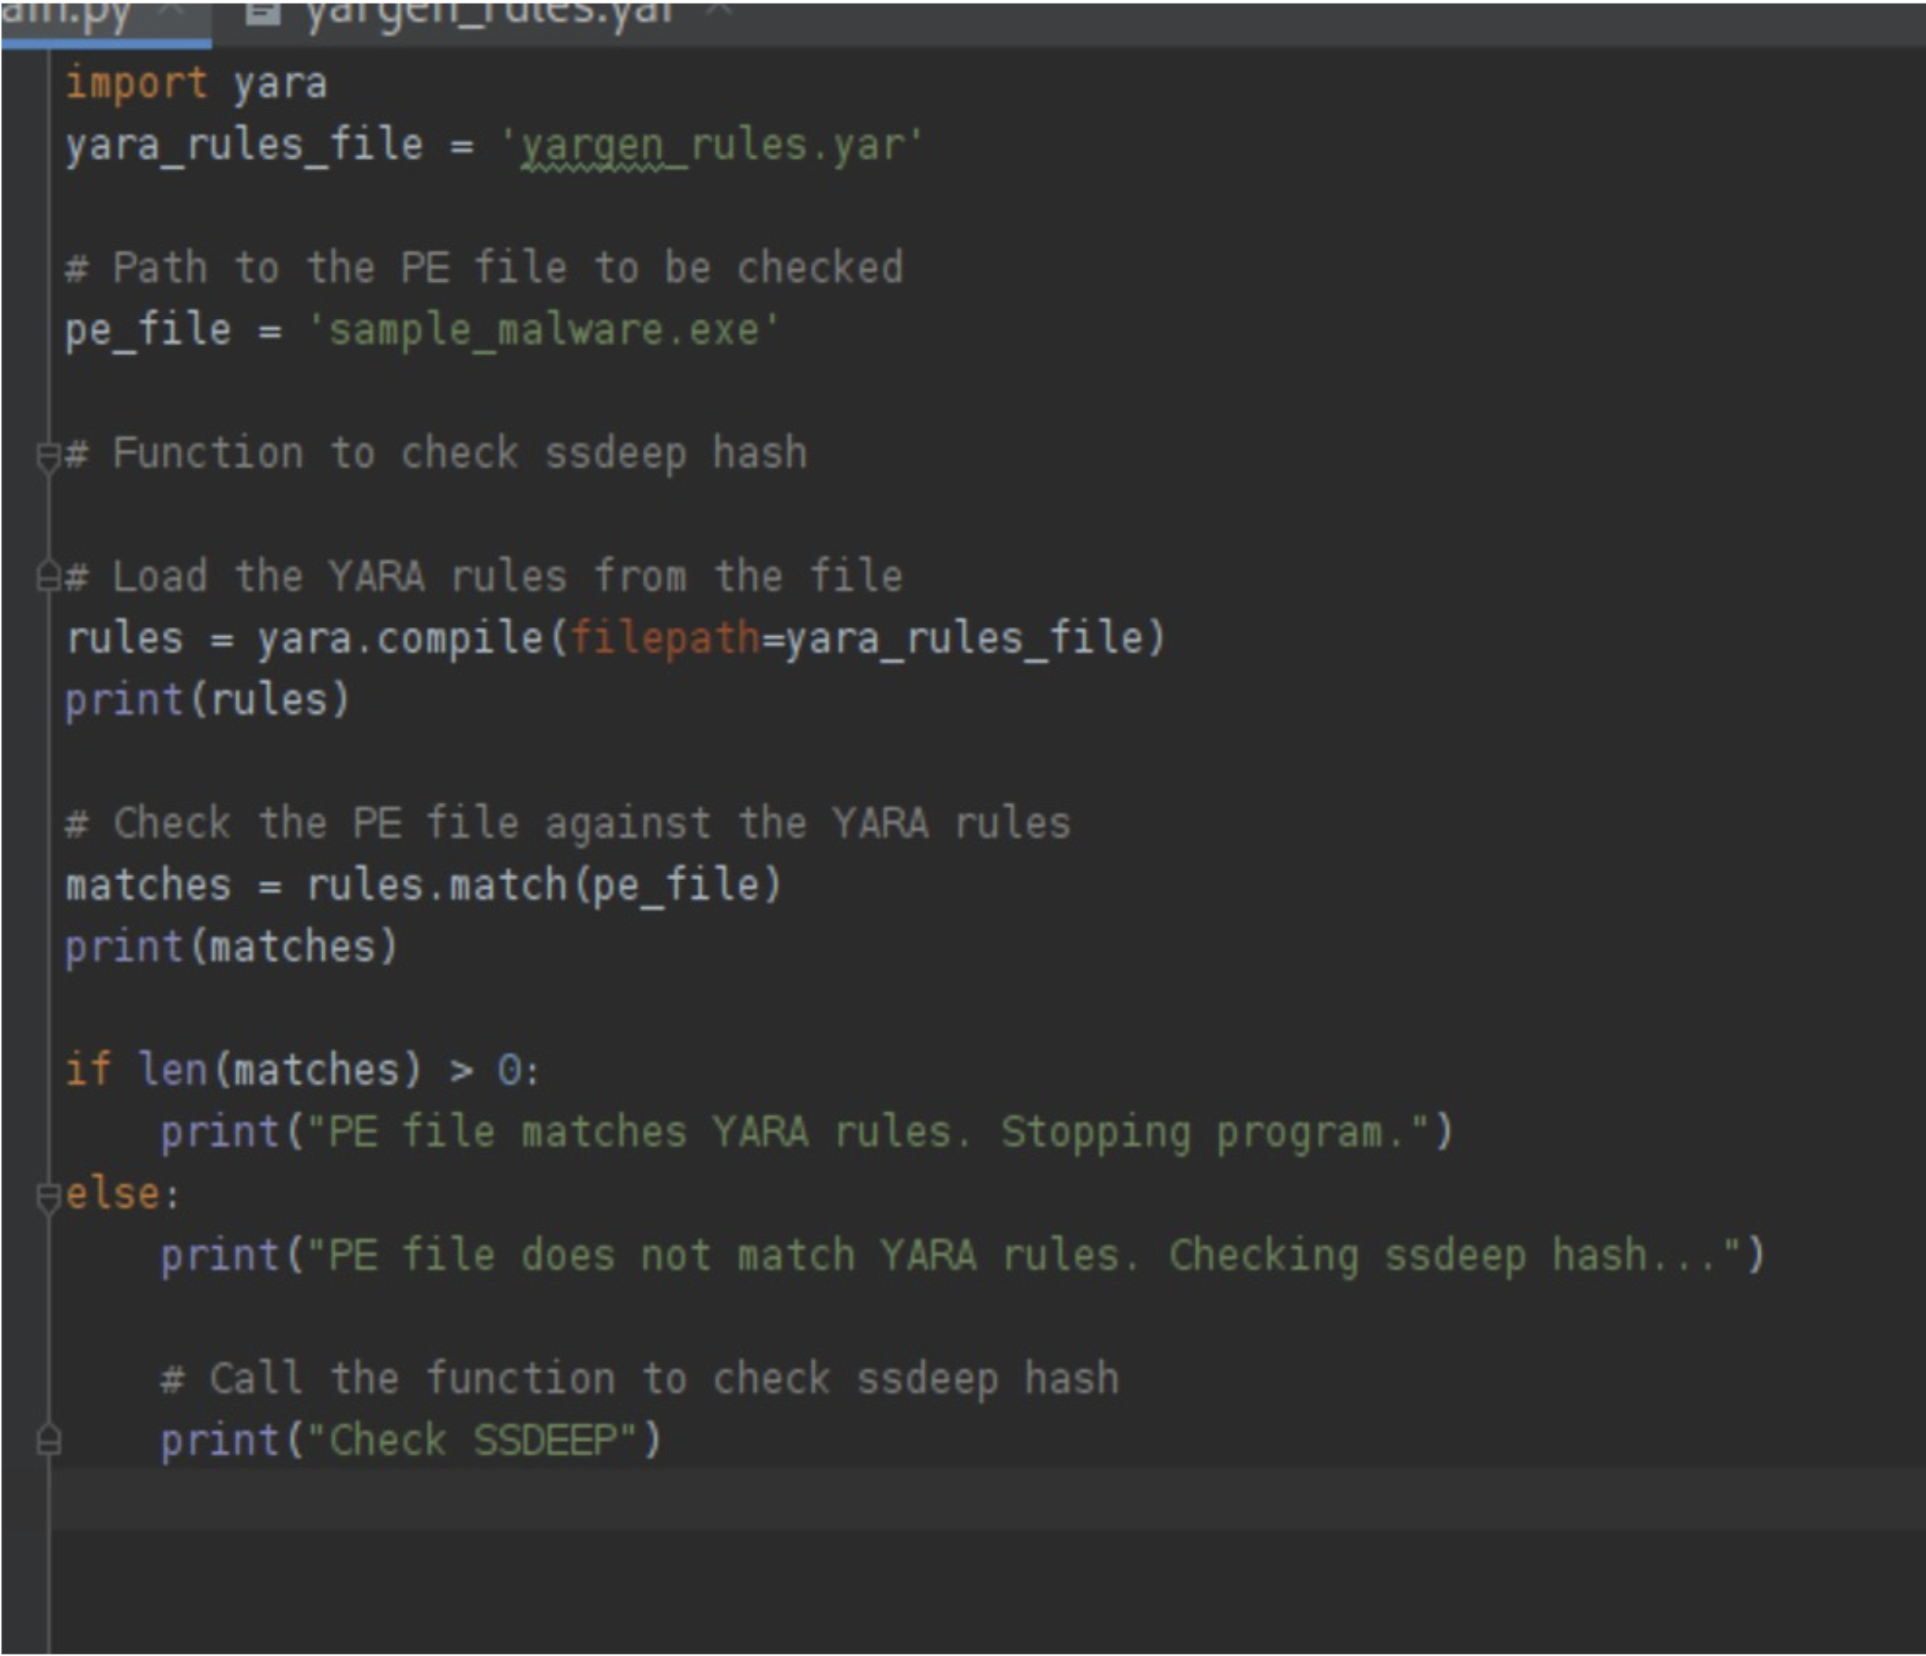 yargen_rules.yar
import yara
yara_rules_file = 'yargen_rules.yar'
# Path to the PE file to be checked
pe_file = 'sample_malware.exe'
# Function to check ssdeep hash
# Load the YARA rules from the file
rules = yara.compile(filepath=yara_rules_file)
print(rules)
# Check the PE file against the YARA rules
matches = rules.match(pe_file)
print(matches)
if len(matches) > 0:
    print("PE file matches YARA rules. Stopping program.")
else:
    print("PE file does not match YARA rules. Checking ssdeep hash...")
    # Call the function to check ssdeep hash
    print("Check SSDEEP")